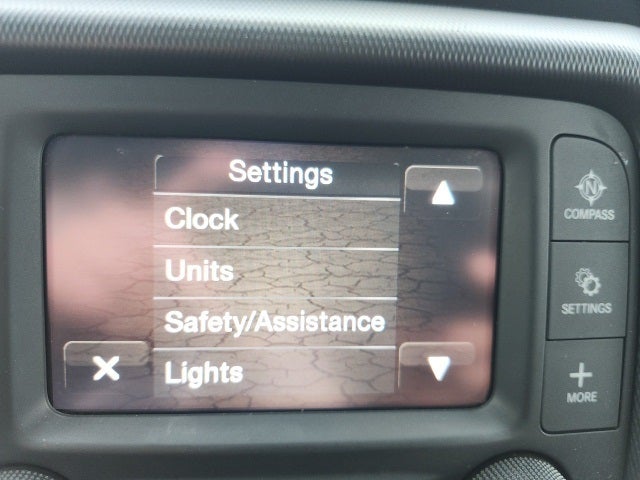 Settings
Clock
Units
Safety/Assistance
Lights
N
COMPASS
SETTINGS
MORE